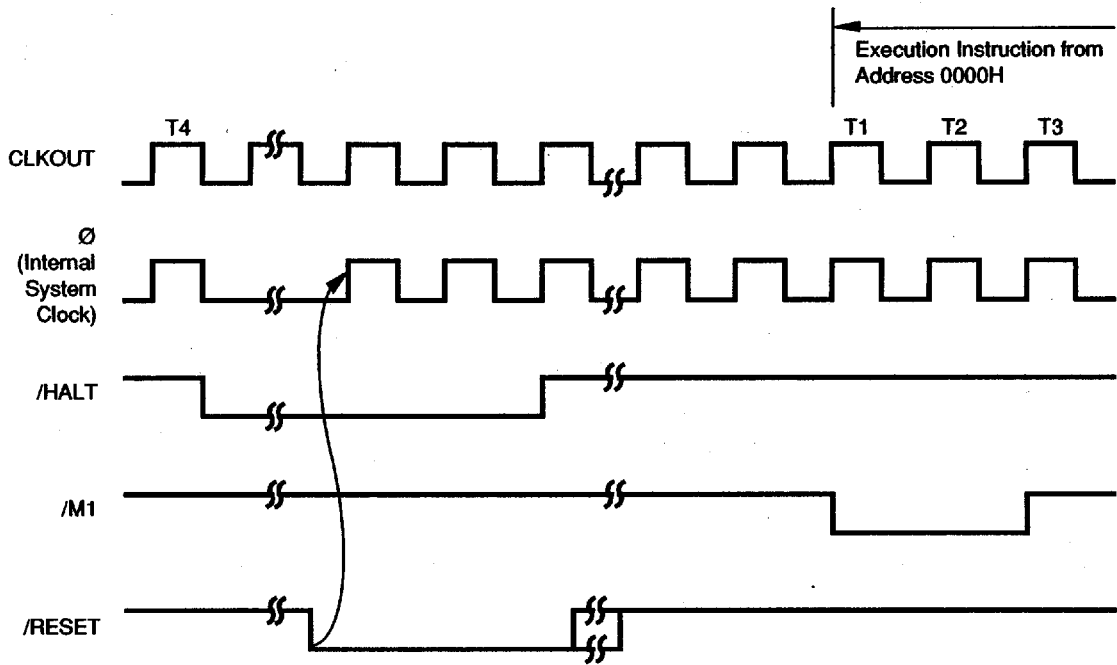 Execution Instruction from
Address 0000H
T4
T1
T2
T3
CLKOUT
Ø
(Internal
System
Clock)
/HALT
/M1
/RESET